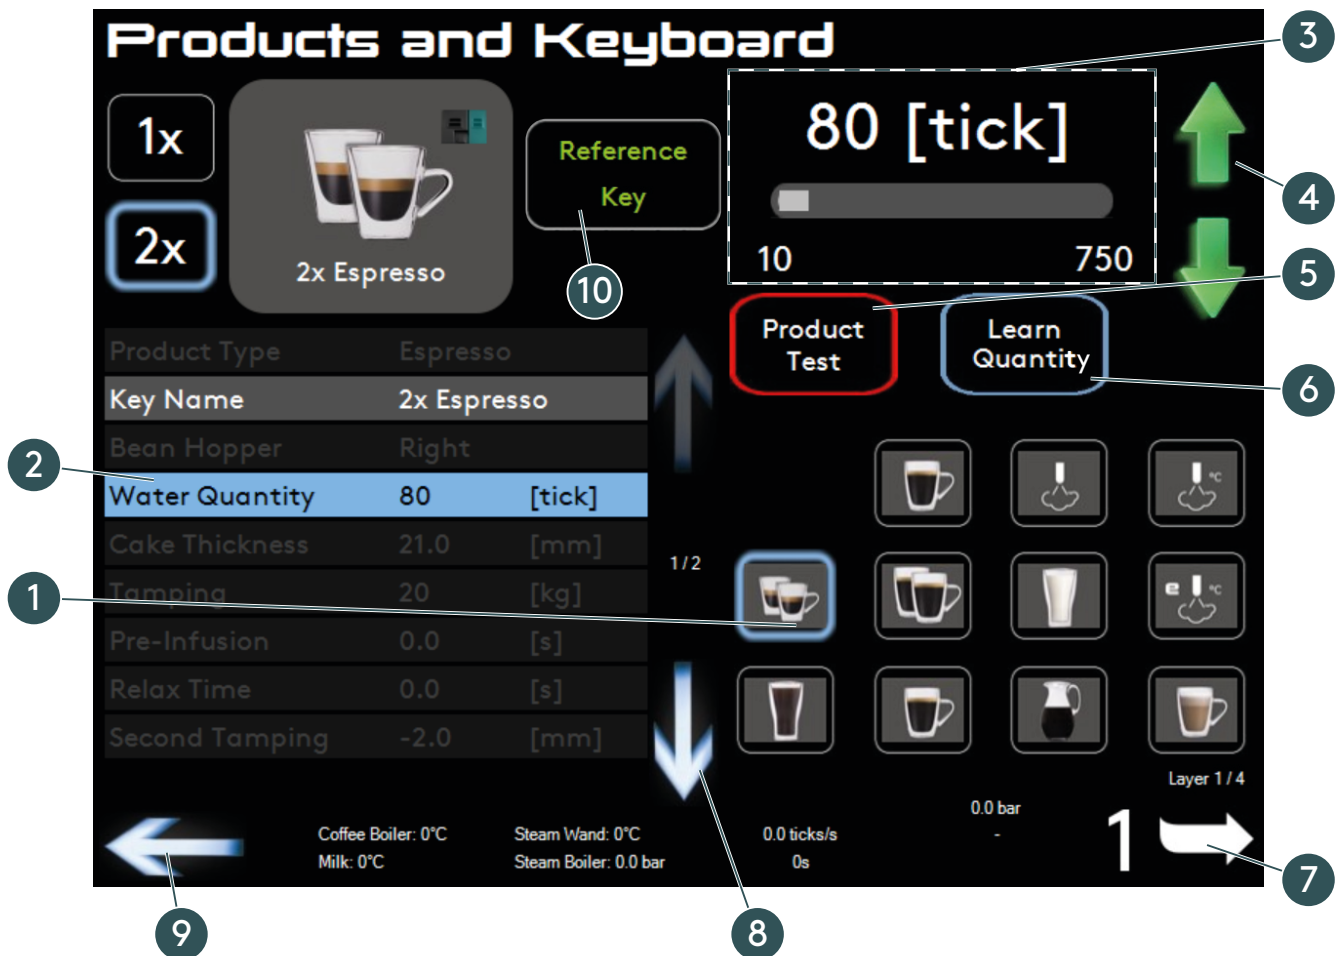 Products and Keyboard
3
1x
2x
2x Espresso
Reference
Key
10
80 [tick]
10 750
4
5
Product
Test
Learn
Quantity
6
Product Type Espresso
Key Name 2x Espresso
Bean Hopper Right
2
Water Quantity 80 [tick]
Cake Thickness 21.0 [mm]
1/2
1
Tamping 20 [kg]
Pre-Infusion 0.0 [s]
Relax Time 0.0 [s]
Second Tamping -2.0 [mm]
°C
e °C
Layer 1 / 4
Coffee Boiler: 0°C Steam Wand: 0°C 0.0 ticks/s 0.0 bar
Milk: 0°C Steam Boiler: 0.0 bar 0s -
1
7
9
8